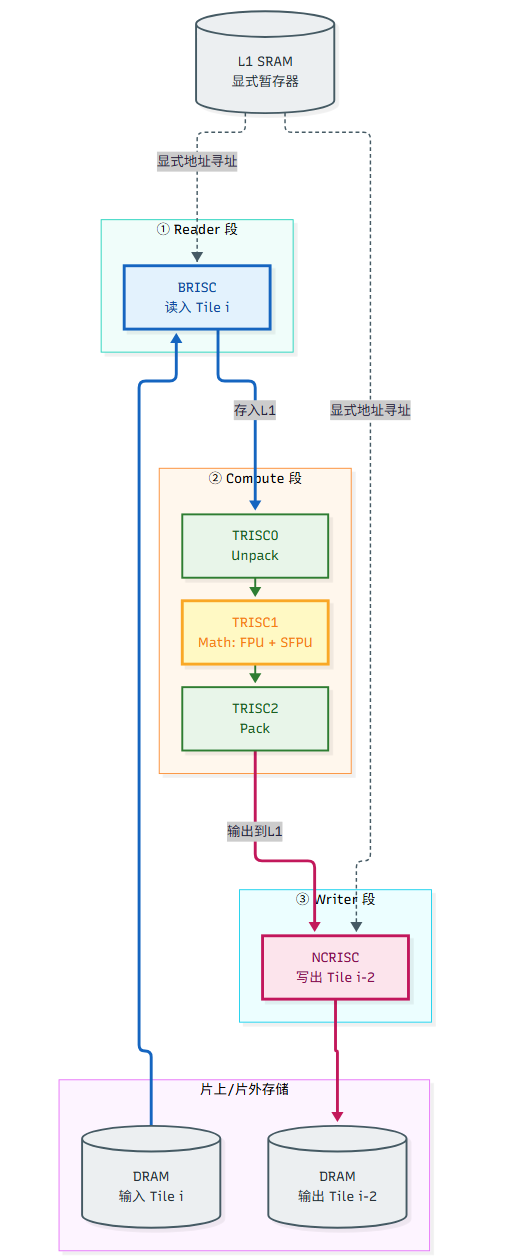 L1 SRAM
显式暂存器
显式地址寻址
① Reader 段
BRISC
读入 Tile i
存入L1
显式地址寻址
② Compute 段
TRISC0
Unpack
TRISC1
Math: FPU + SFPU
TRISC2
Pack
输出到L1
③ Writer 段
NCRISC
写出 Tile i-2
片上/片外存储
DRAM
输入 Tile i
DRAM
输出 Tile i-2